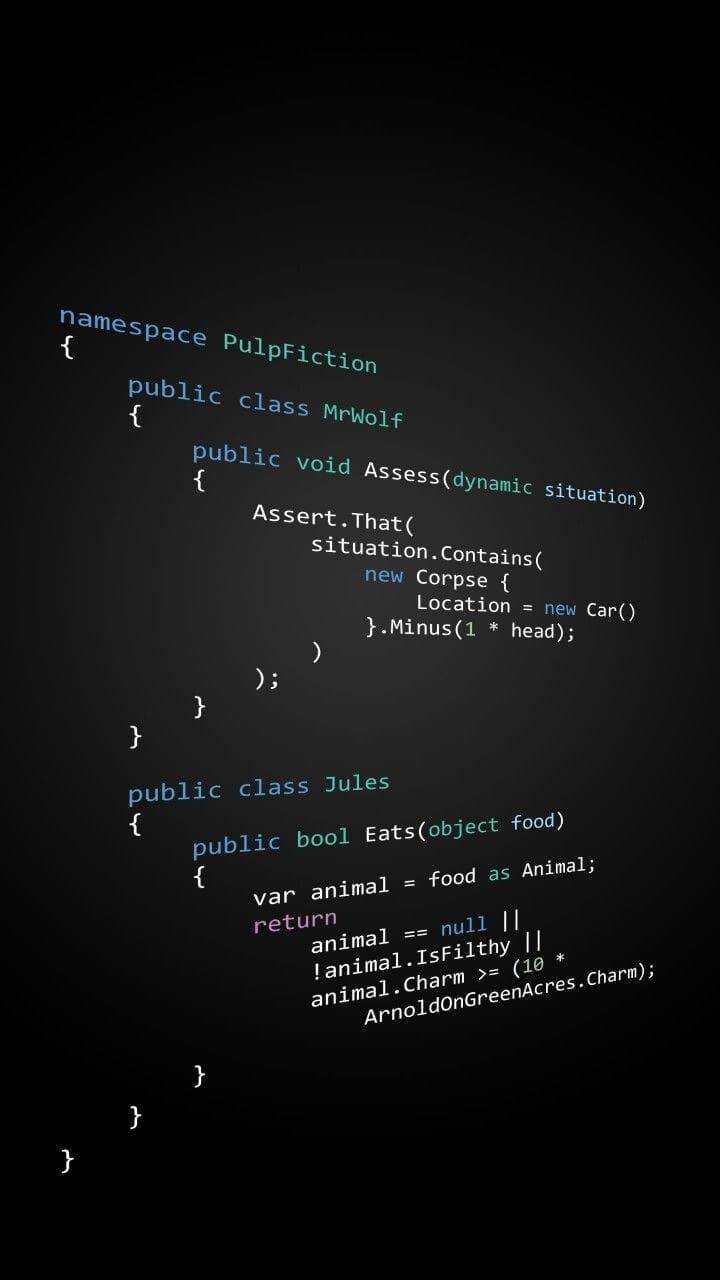 namespace PulpFiction
{
public class MrWolf
{
public void Assess(dynamic situation)
{
Assert.That(
situation.Contains(
new Corpse {
Location = new Car()
}.Minus(1 * head);
)
);
}
}
public class Jules
{
public bool Eats(object food)
{
var animal = food as Animal;
return
animal == null ||
!animal.IsFilthy ||
animal.Charm >= (10 *
ArnoldOnGreenAcres.Charm);
}
}
}